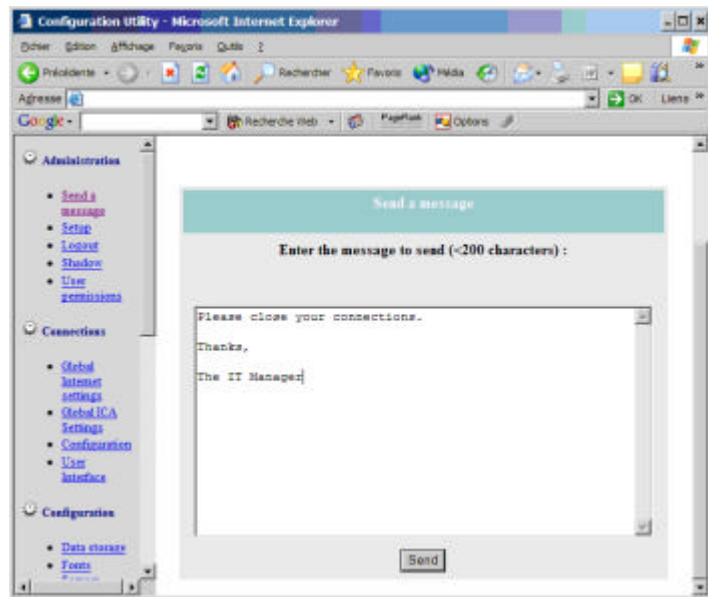 Configuration Utility - Microsoft Internet Explorer
Fichier Edition Affichage Favoris Outils ?
Précédente Rechercher Favoris Média
Adresse OK Liens »
Google Recherche Web PageRank Options
Administration
Send a
message
Setup
Logout
Shadow
User
permissions
Connections
Global
Internet
settings
Global ICA
Settings
Configuration
User
Interface
Configuration
Data storage
Fonts
Send a message
Enter the message to send (<200 characters) :
Please close your connections.
Thanks,
The IT Manager
Send